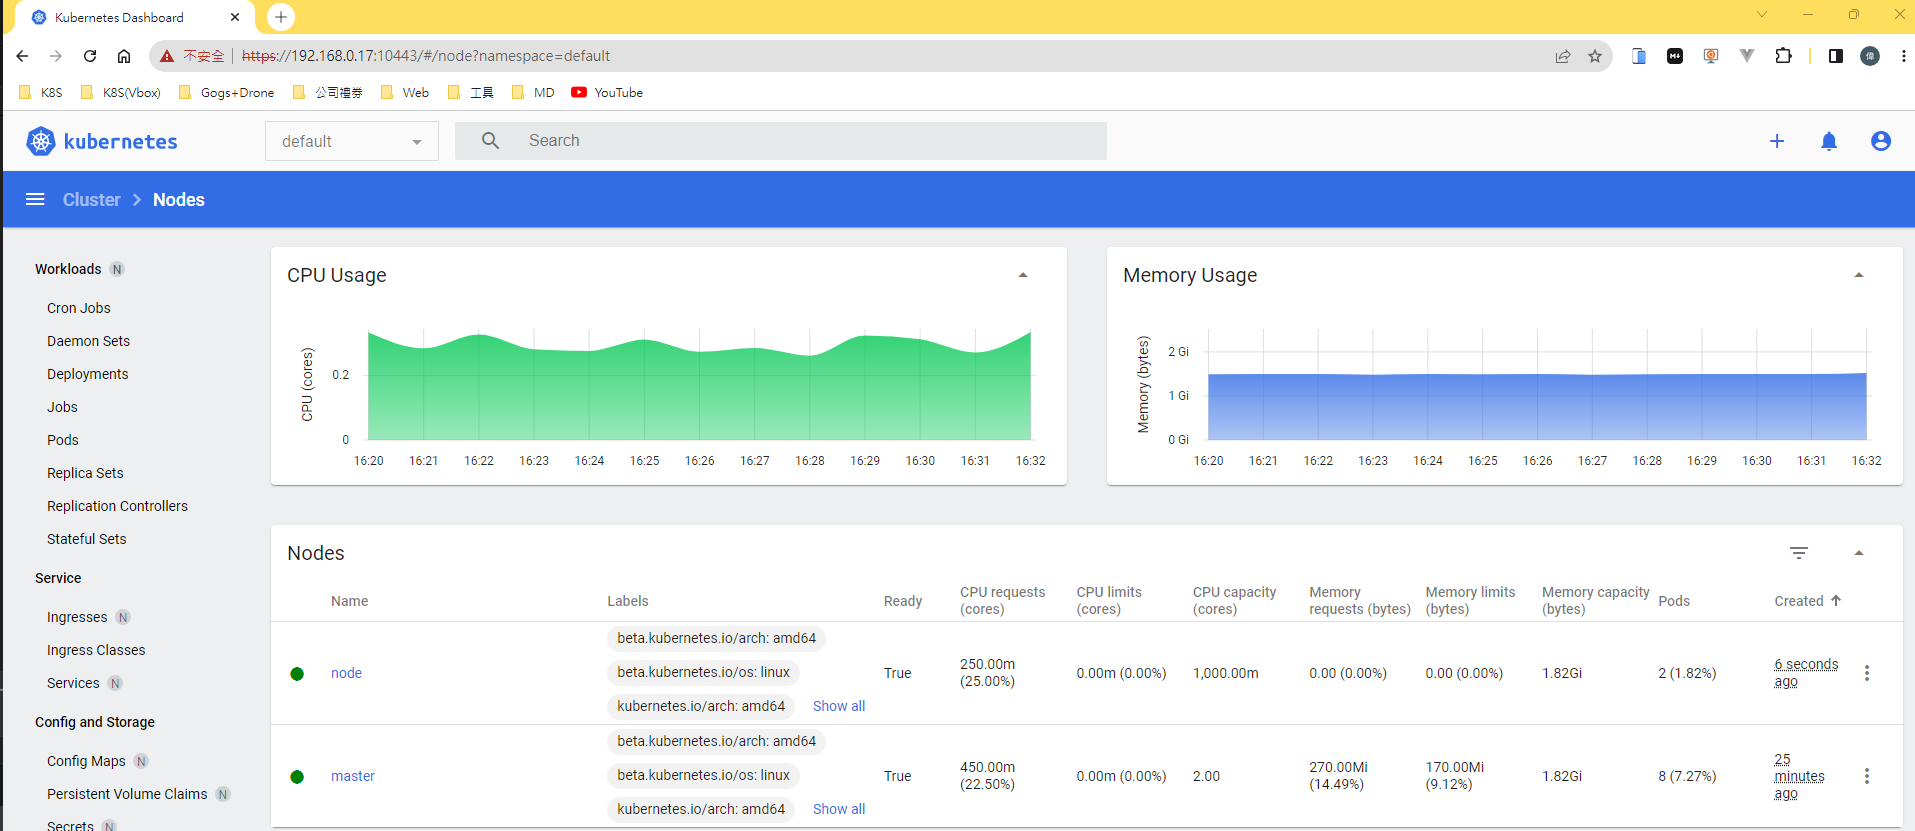 Kubernetes Dashboard
不安全 https://192.168.0.17:10443/#/node?namespace=default
K8S K8S(Vbox) Gogs+Drone 公司禮券 Web 工具 MD YouTube
kubernetes default Search
Cluster Nodes
Workloads N
Cron Jobs
Daemon Sets
Deployments
Jobs
Pods
Replica Sets
Replication Controllers
Stateful Sets
Service
Ingresses N
Ingress Classes
Services N
Config and Storage
Config Maps N
Persistent Volume Claims N
Secrets N
CPU Usage
CPU (cores)
0.2
0
16:20 16:21 16:22 16:23 16:24 16:25 16:26 16:27 16:28 16:29 16:30 16:31 16:32
Memory Usage
Memory (bytes)
2 Gi
1 Gi
0 Gi
16:20 16:21 16:22 16:23 16:24 16:25 16:26 16:27 16:28 16:29 16:30 16:31 16:32
Nodes
Name Labels Ready CPU requests (cores) CPU limits (cores) CPU capacity (cores) Memory requests (bytes) Memory limits (bytes) Memory capacity (bytes) Pods Created
beta.kubernetes.io/arch: amd64
node beta.kubernetes.io/os: linux True 250.00m (25.00%) 0.00m (0.00%) 1,000.00m 0.00 (0.00%) 0.00 (0.00%) 1.82Gi 2 (1.82%) 6 seconds ago
kubernetes.io/arch: amd64 Show all
beta.kubernetes.io/arch: amd64
master beta.kubernetes.io/os: linux True 450.00m (22.50%) 0.00m (0.00%) 2.00 270.00Mi (14.49%) 170.00Mi (9.12%) 1.82Gi 8 (7.27%) 25 minutes ago
kubernetes.io/arch: amd64 Show all